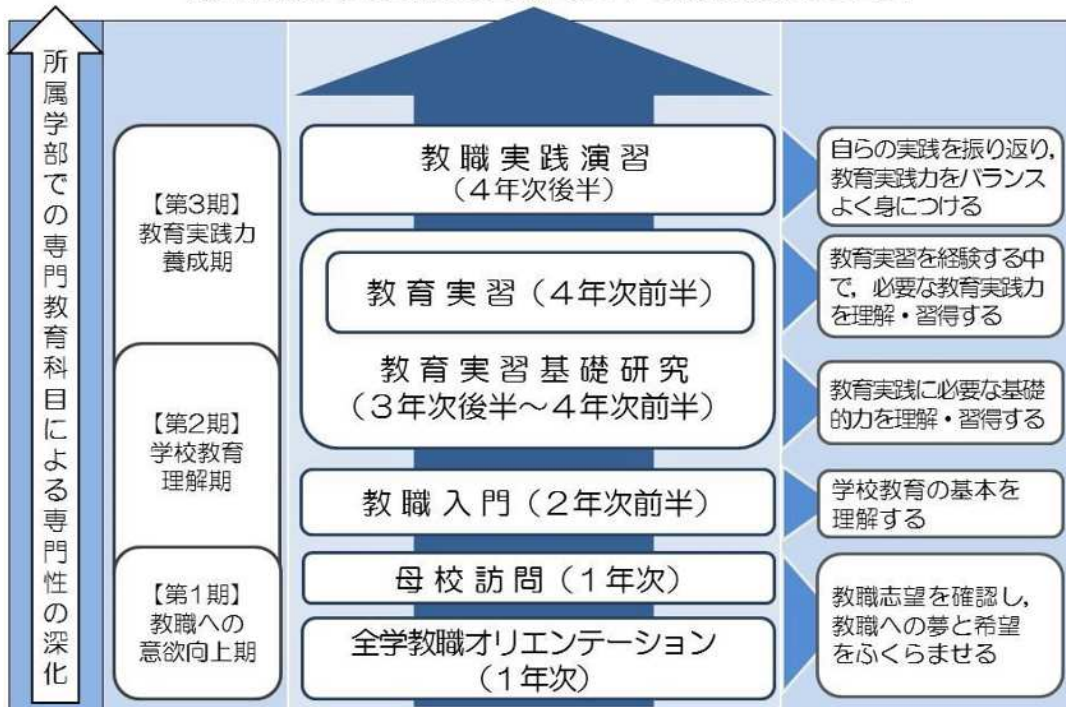 所属学部での専門教育科目による専門性の深化
【第3期】
教育実践力
養成期
【第2期】
学校教育
理解期
【第1期】
教職への
意欲向上期
教職実践演習
(4年次後半)
教育実習(4年次前半)
教育実習基礎研究
(3年次後半~4年次前半)
教職入門(2年次前半)
母校訪問(1年次)
全学教職オリエンテーション
(1年次)
自らの実践を振り返り,
教育実践力をバランス
よく身につける
教育実習を経験する中
で,必要な教育実践力
を理解・習得する
教育実践に必要な基礎
的力を理解・習得する
学校教育の基本を
理解する
教職志望を確認し,
教職への夢と希望
をふくらませる